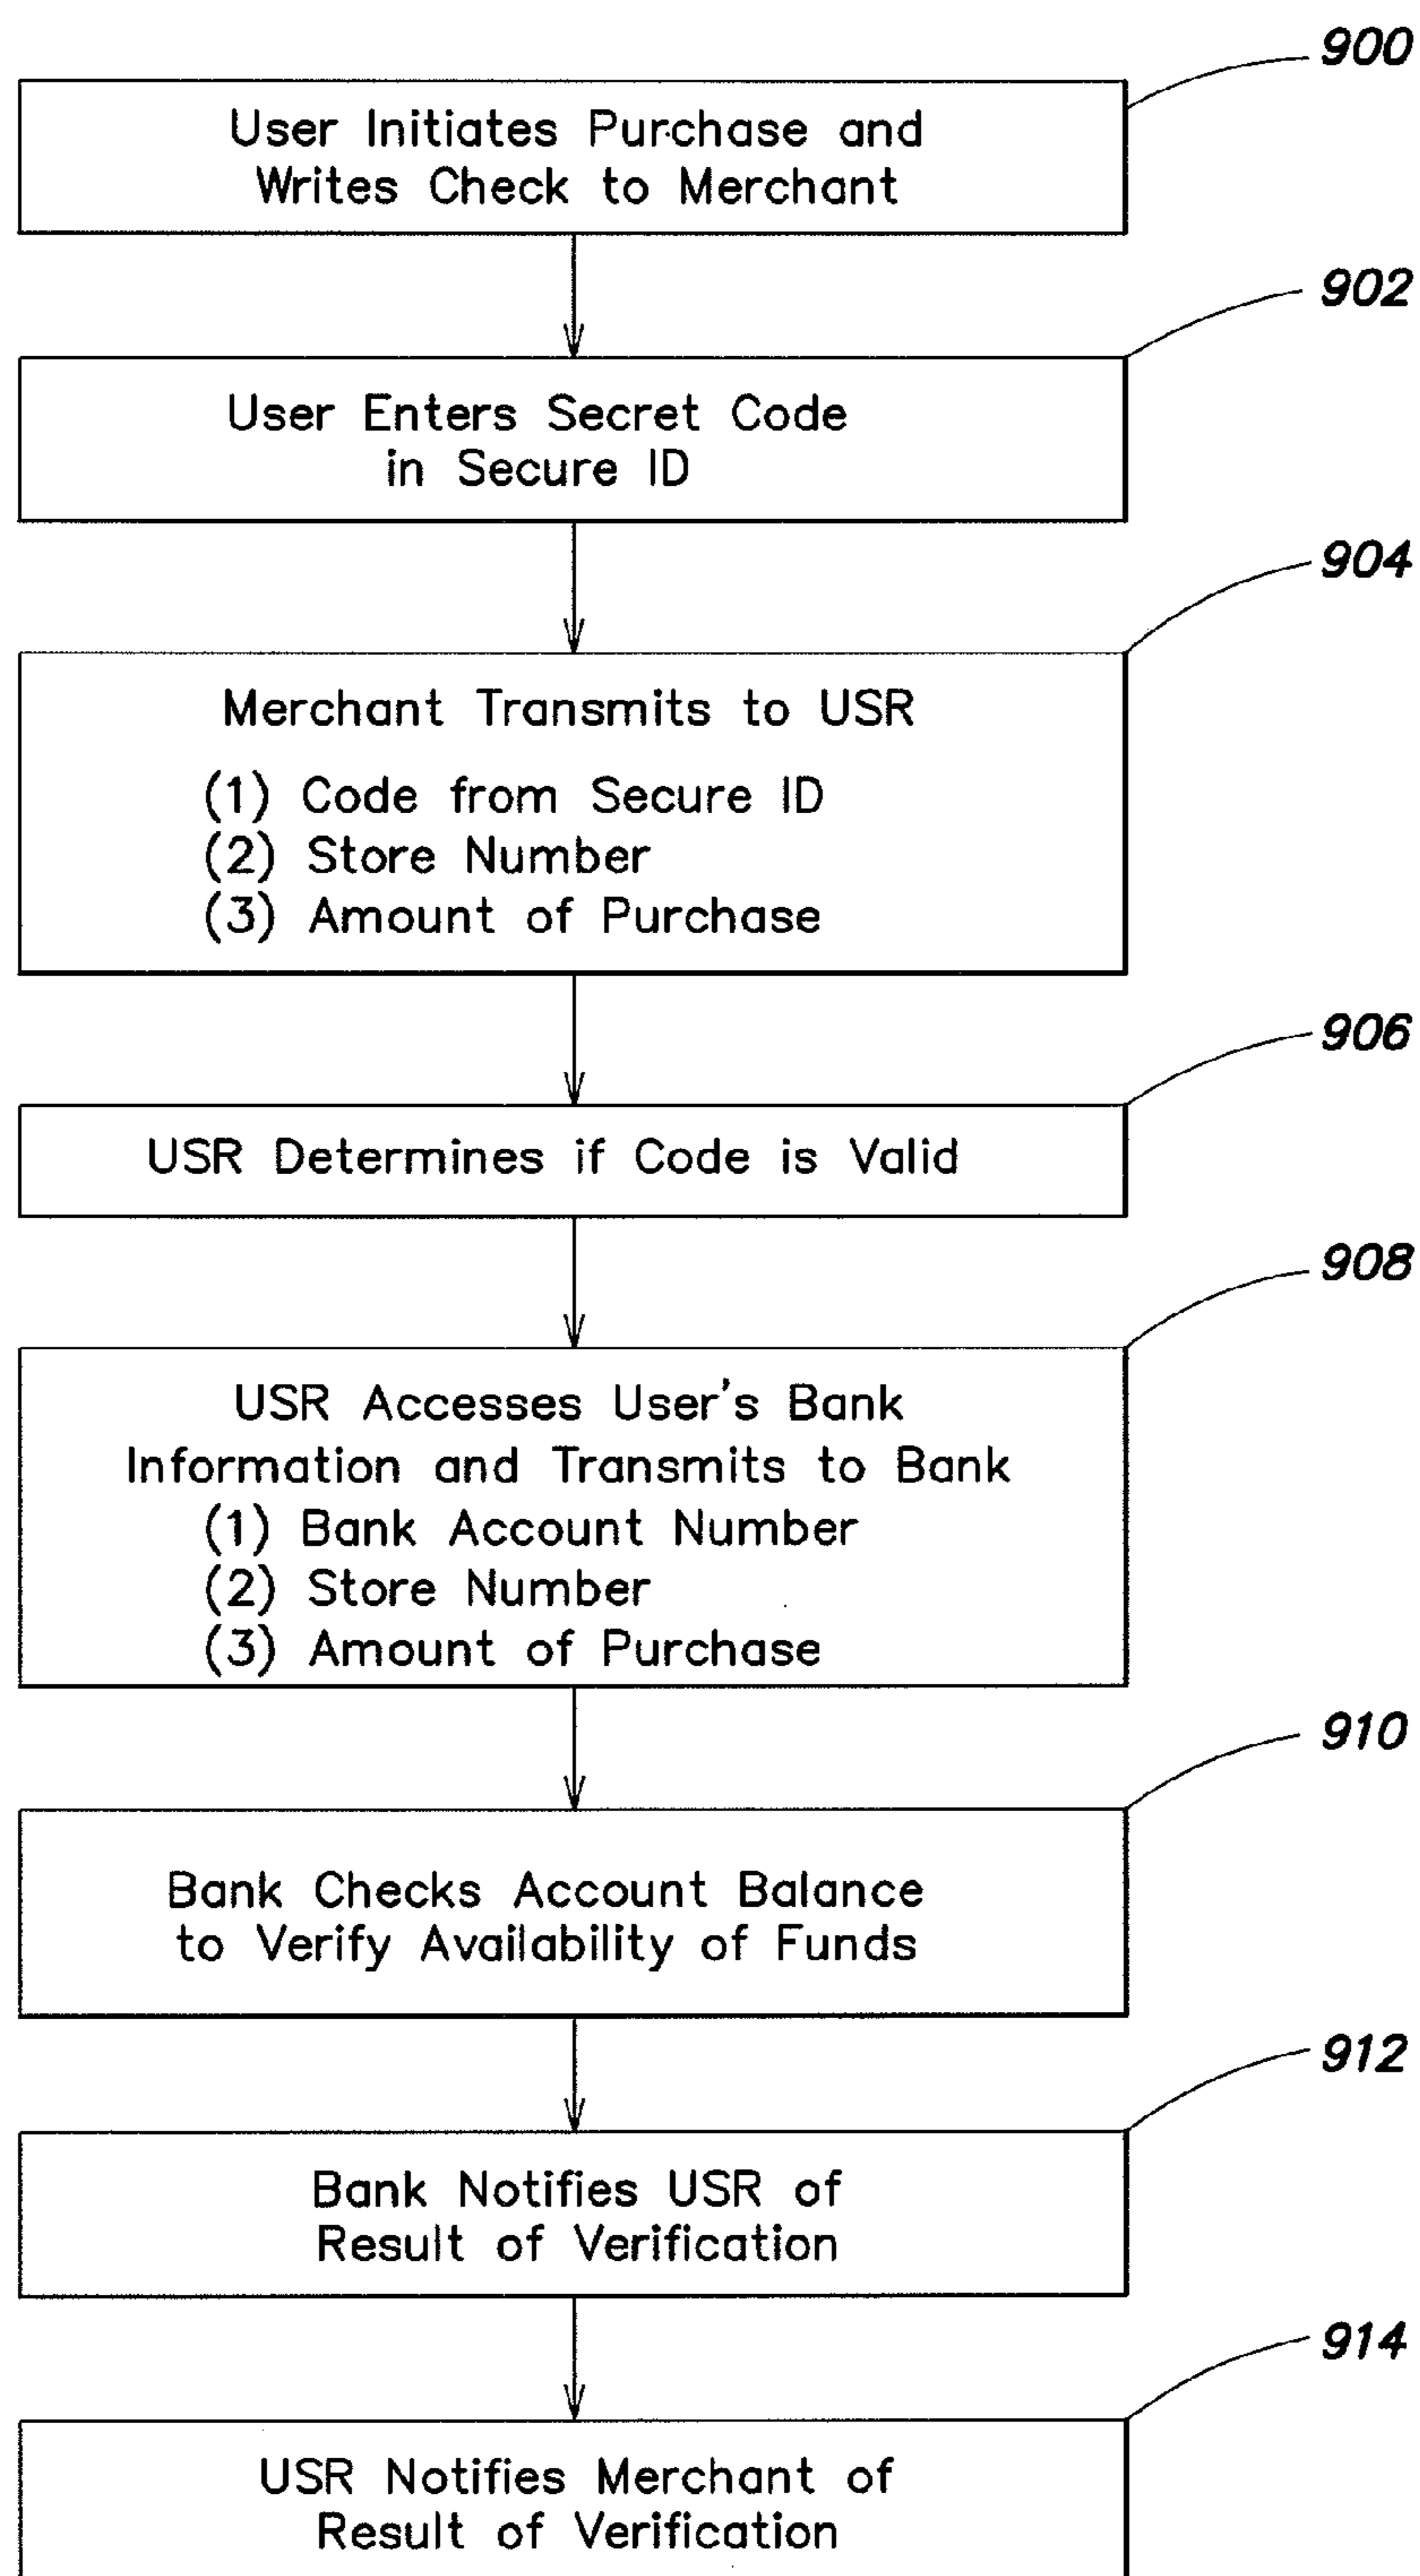 900
User Initiates Purchase and
Writes Check to Merchant
902
User Enters Secret Code
in Secure ID
904
Merchant Transmits to USR
(1) Code from Secure ID
(2) Store Number
(3) Amount of Purchase
906
USR Determines if Code is Valid
908
USR Accesses User's Bank
Information and Transmits to Bank
(1) Bank Account Number
(2) Store Number
(3) Amount of Purchase
910
Bank Checks Account Balance
to Verify Availability of Funds
912
Bank Notifies USR of
Result of Verification
914
USR Notifies Merchant of
Result of Verification